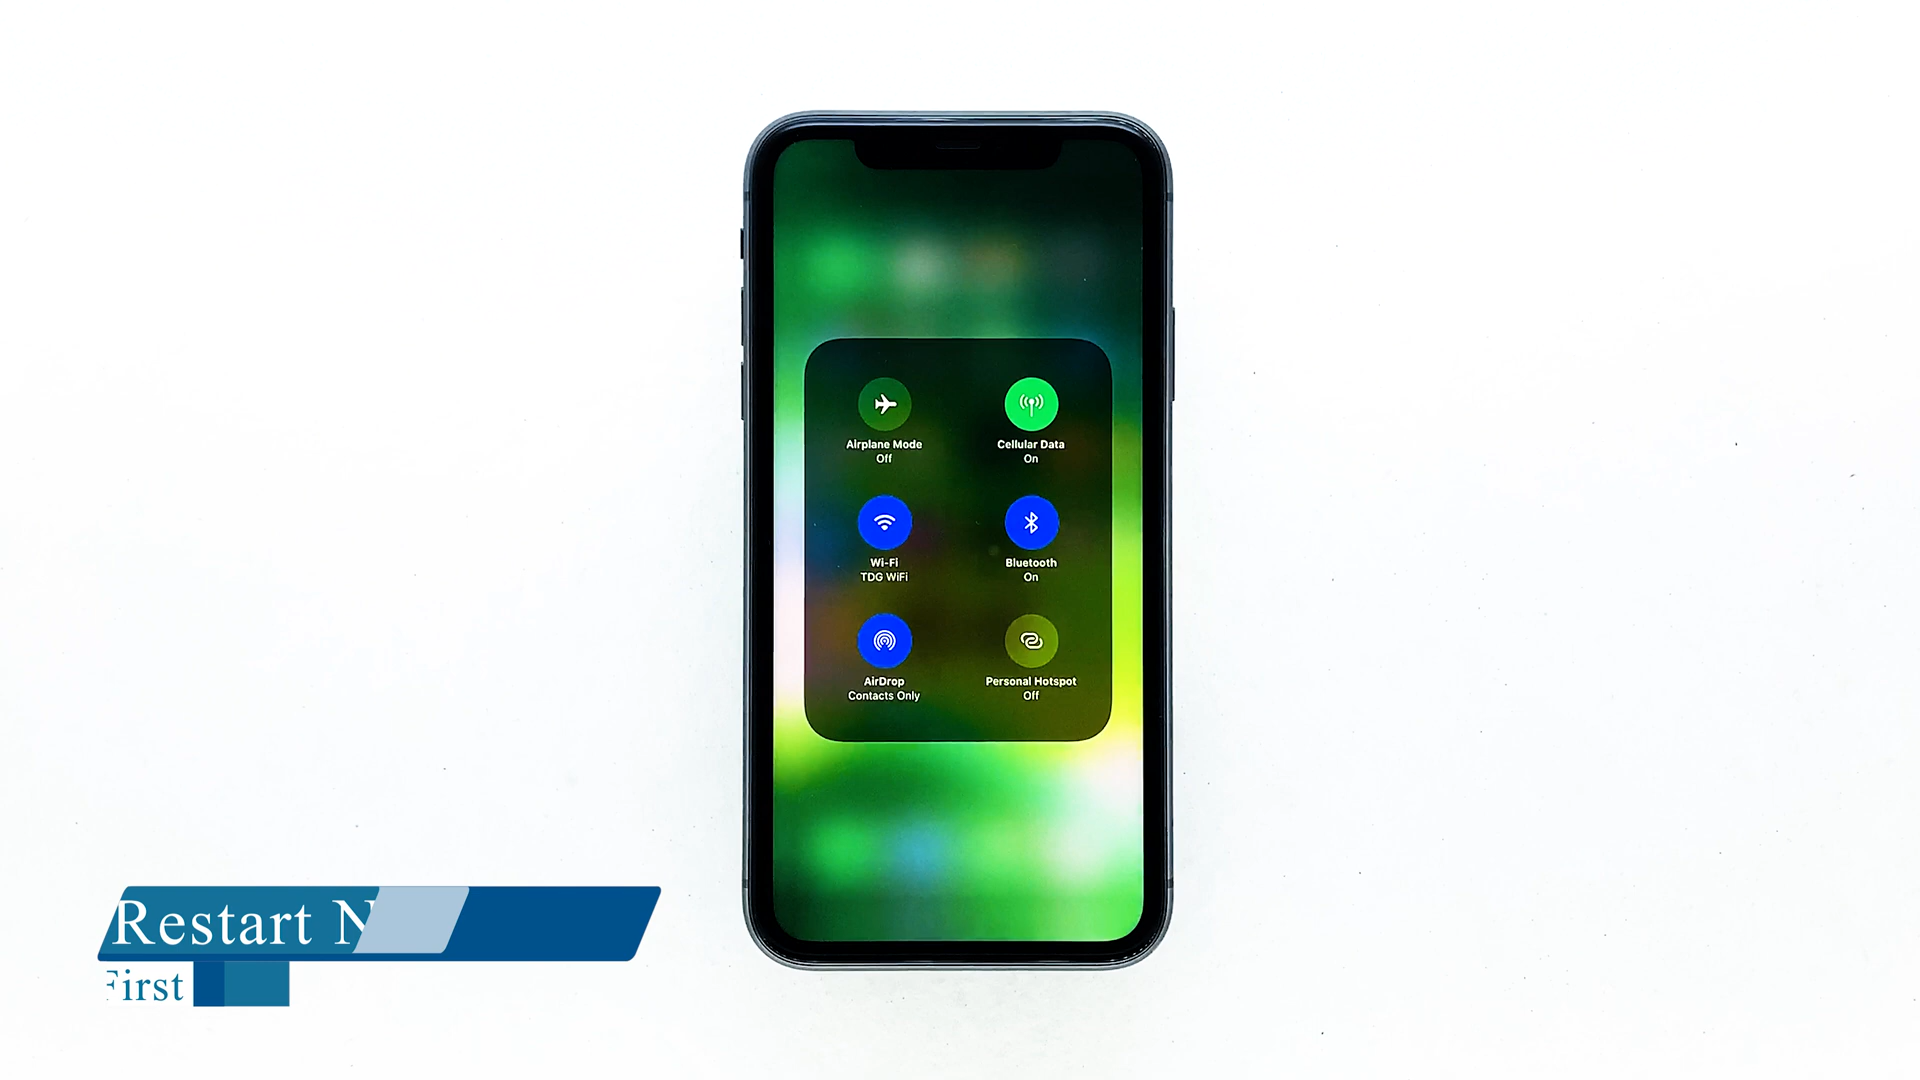 Airplane Mode
Off
Cellular Data
On
Wi-Fi
TDG WiFi
Bluetooth
On
AirDrop
Contacts Only
Personal Hotspot
Off
Restart
First